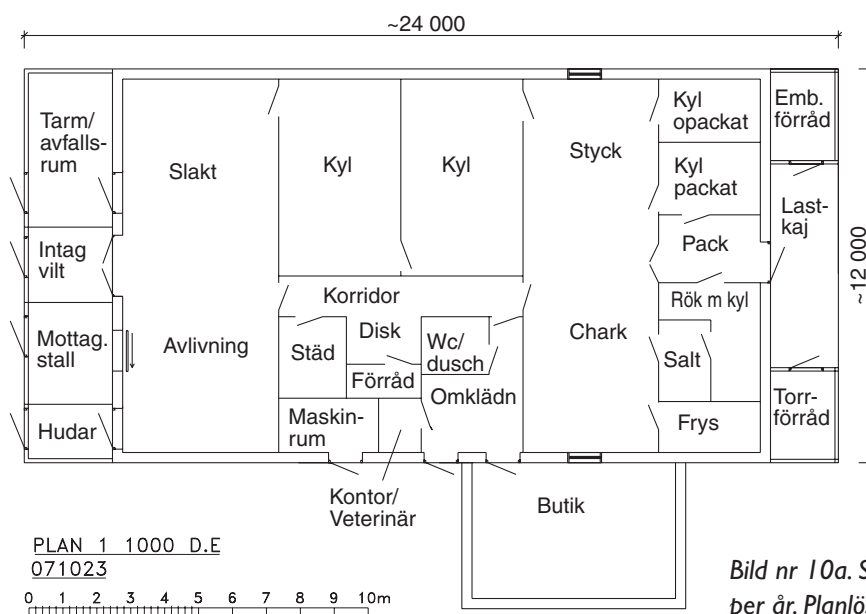 ~24 000
Tarm/
avfalls-
rum
Slakt
Kyl
Kyl
Styck
Kyl
opackat
Emb.
förråd
Kyl
packat
Last-
kaj
~12 000
Intag
vilt
Pack
Korridor
Rök m kyl
Mottag.
stall
Avlivning
Städ
Disk
Wc/
dusch
Chark
Salt
Förråd
Omklädn
Hudar
Maskin-
rum
Frys
Torr-
förråd
Kontor/
Veterinär
Butik
PLAN 1 1000 D.E
071023
0 1 2 3 4 5 6 7 8 9 10m
Bild nr 10a. S
per år. Planlös